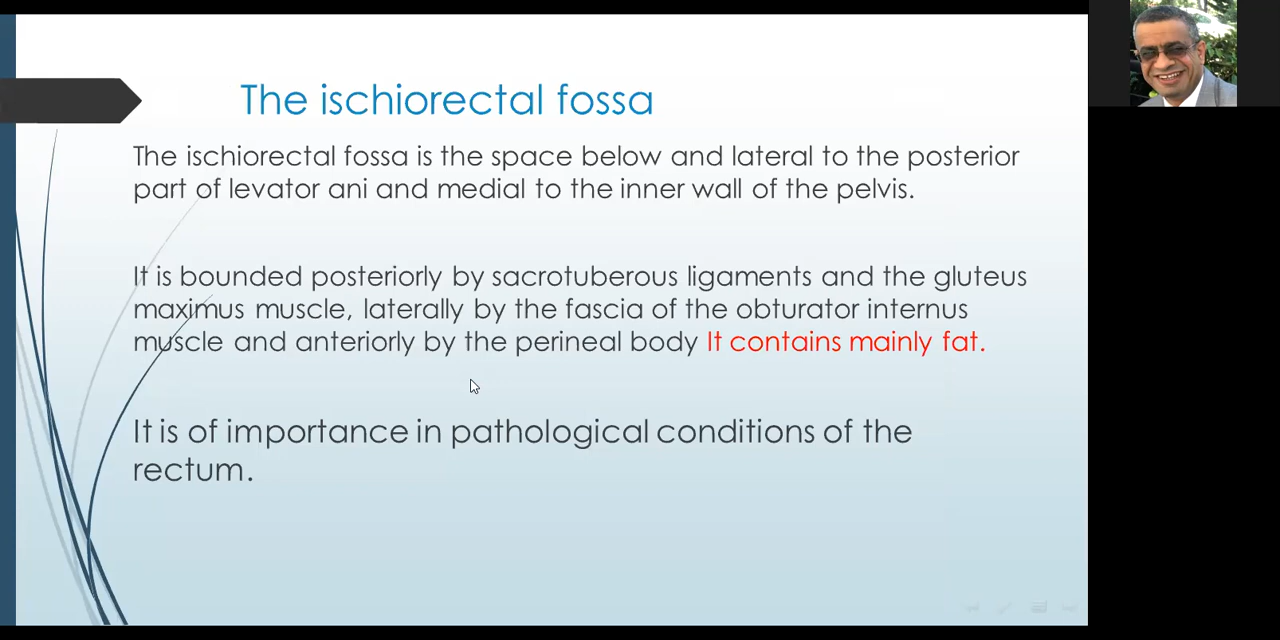 The ischiorectal fossa
The ischiorectal fossa is the space below and lateral to the posterior
part of levator ani and medial to the inner wall of the pelvis.
It is bounded posteriorly by sacrotuberous ligaments and the gluteus
maximus muscle, laterally by the fascia of the obturator internus
muscle and anteriorly by the perineal body It contains mainly fat.
It is of importance in pathological conditions of the
rectum.